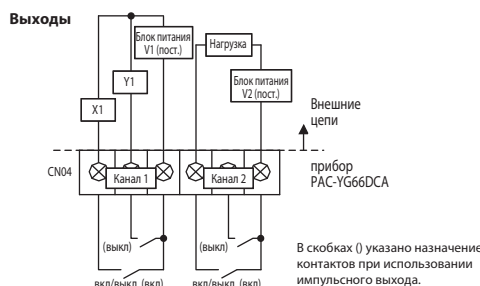 Выходы
Блок питания
V1 (пост.)
Нагрузка
Y1
Блок питания
V2 (пост.)
X1
Внешние
цепи
CN04
Канал 1
Канал 2
прибор
PAC-YG66DCA
(выкл)
(выкл)
В скобках () указано назначение
контактов при использовании
импульсного выхода.
вкл/выкл (вкл)
вкл/выкл (вкл)